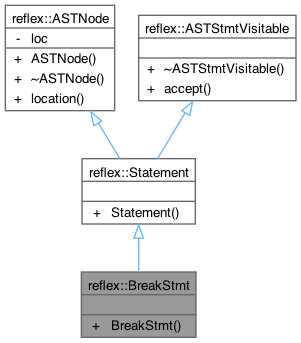 reflex::ASTNode
- loc
+ ASTNode()
+ ~ASTNode()
+ location()
reflex::ASTStmtVisitable
+ ~ASTStmtVisitable()
+ accept()
reflex::Statement
+ Statement()
reflex::BreakStmt
+ BreakStmt()